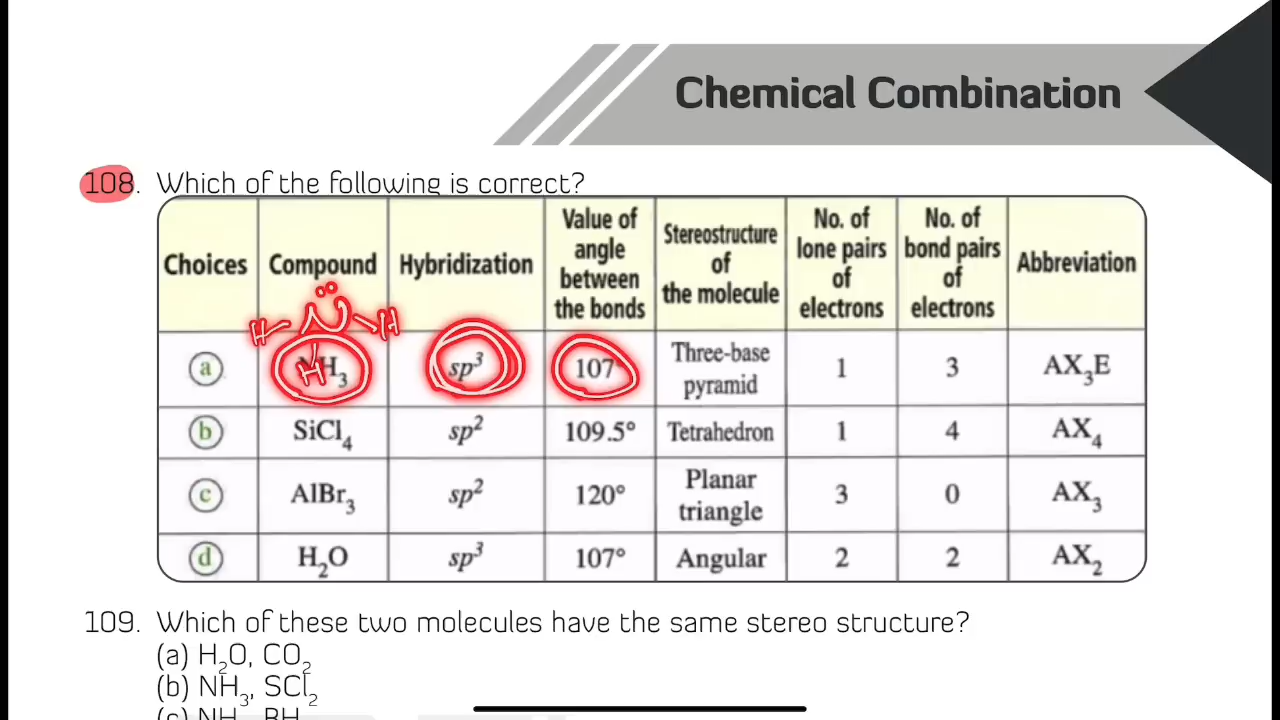 Chemical Combination
108. Which of the following is correct?
Choices Compound Hybridization Value of angle between the bonds Stereostructure of the molecule No. of lone pairs of electrons No. of bond pairs of electrons Abbreviation
H N H
H
a NH₃ sp³ 107 Three-base pyramid 1 3 AX₃E
b SiCl₄ sp² 109.5° Tetrahedron 1 4 AX₄
c AlBr₃ sp² 120° Planar triangle 3 0 AX₃
d H₂O sp³ 107° Angular 2 2 AX₂
109. Which of these two molecules have the same stereo structure?
(a) H₂O, CO₂
(b) NH₃, SCl₂